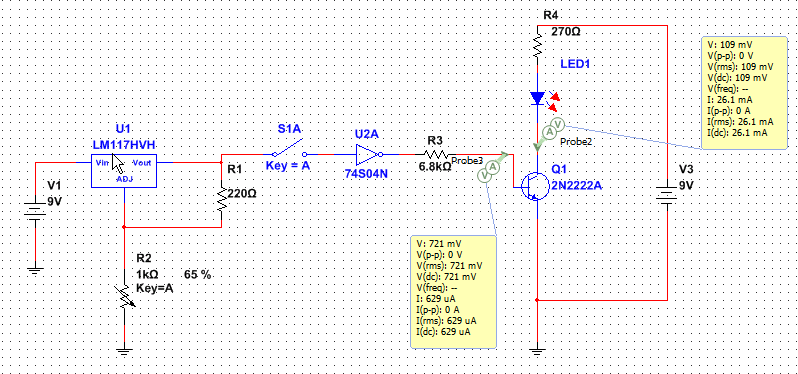 R4
270Ω
LED1
V: 109 mV
V(p-p): 0 V
V(rms): 109 mV
V(dc): 109 mV
V(freq): --
I: 26.1 mA
I(p-p): 0 A
I(rms): 26.1 mA
I(dc): 26.1 mA
A V
Probe2
U1
LM117HVH
Vin Vout
ADJ
S1A
Key = A
U2A
74S04N
R3
6.8kΩ
Probe3
V A
Q1
2N2222A
V3
9V
V1
9V
R1
220Ω
R2
1kΩ 65 %
Key=A
V: 721 mV
V(p-p): 0 V
V(rms): 721 mV
V(dc): 721 mV
V(freq): --
I: 629 uA
I(p-p): 0 A
I(rms): 629 uA
I(dc): 629 uA